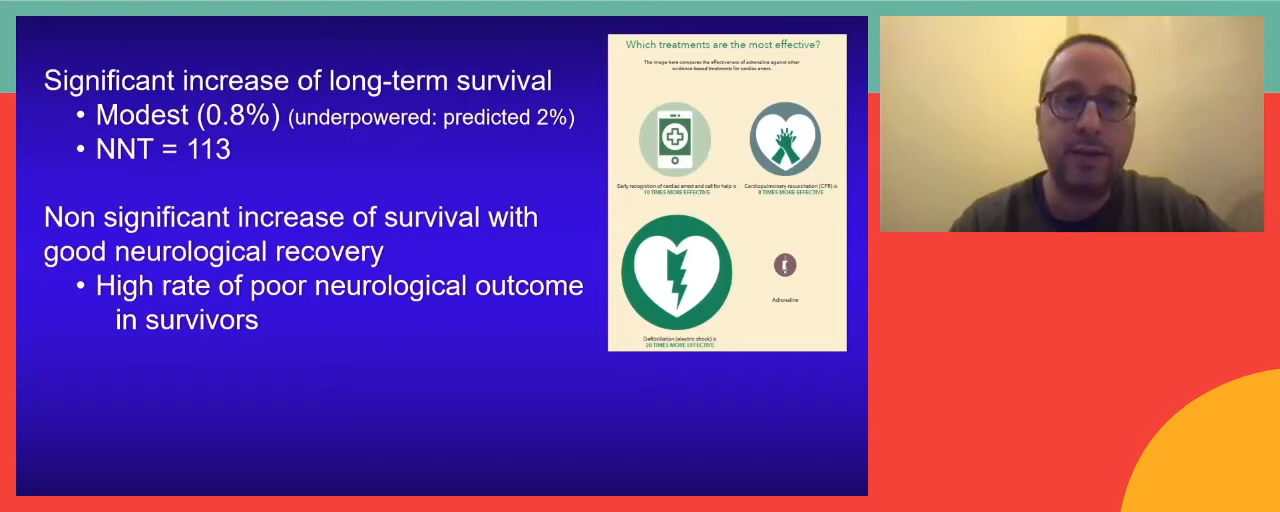 Significant increase of long-term survival
• Modest (0.8%) (underpowered: predicted 2%)
• NNT = 113
Non significant increase of survival with
good neurological recovery
• High rate of poor neurological outcome
in survivors
Which treatments are the most effective?
The image here compares the effectiveness of adrenaline against other
evidence-based treatments for cardiac arrest.
Early recognition of cardiac arrest and call for help is
10 TIMES MORE EFFECTIVE
Cardiopulmonary resuscitation (CPR) is
8 TIMES MORE EFFECTIVE
Defibrillation (electric shock) is
20 TIMES MORE EFFECTIVE
Adrenaline